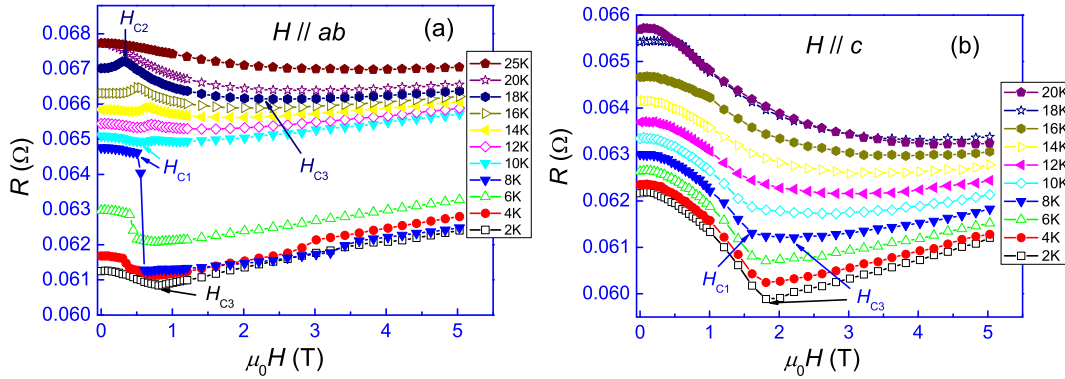 H // ab
(a)
H_C2
0.068
0.067
0.066
0.065
0.064
0.063
0.062
0.061
0.060
R (Ω)
H_C3
H_C1
H_C3
25K
20K
18K
16K
14K
12K
10K
8K
6K
4K
2K
0 1 2 3 4 5
μ₀H (T)
H // c
(b)
0.066
0.065
0.064
0.063
0.062
0.061
0.060
R (Ω)
H_C1
H_C3
20K
18K
16K
14K
12K
10K
8K
6K
4K
2K
0 1 2 3 4 5
μ₀H (T)